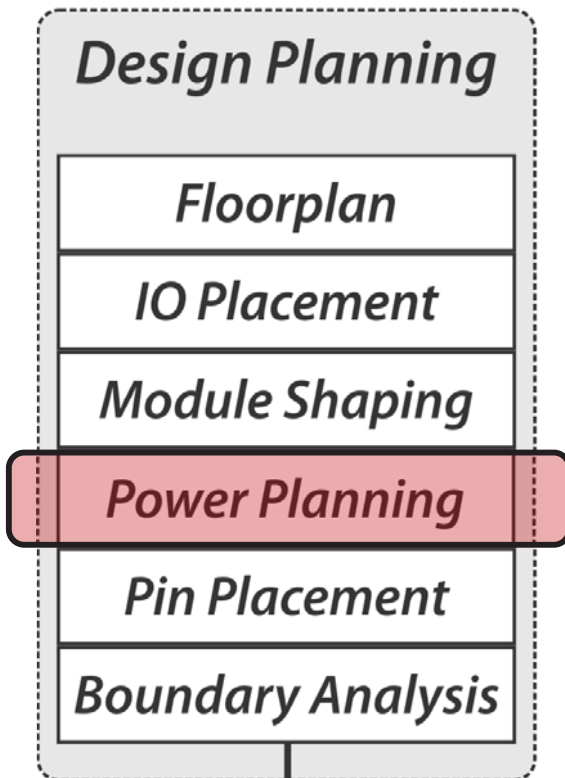 Design Planning
Floorplan
IO Placement
Module Shaping
Power Planning
Pin Placement
Boundary Analysis